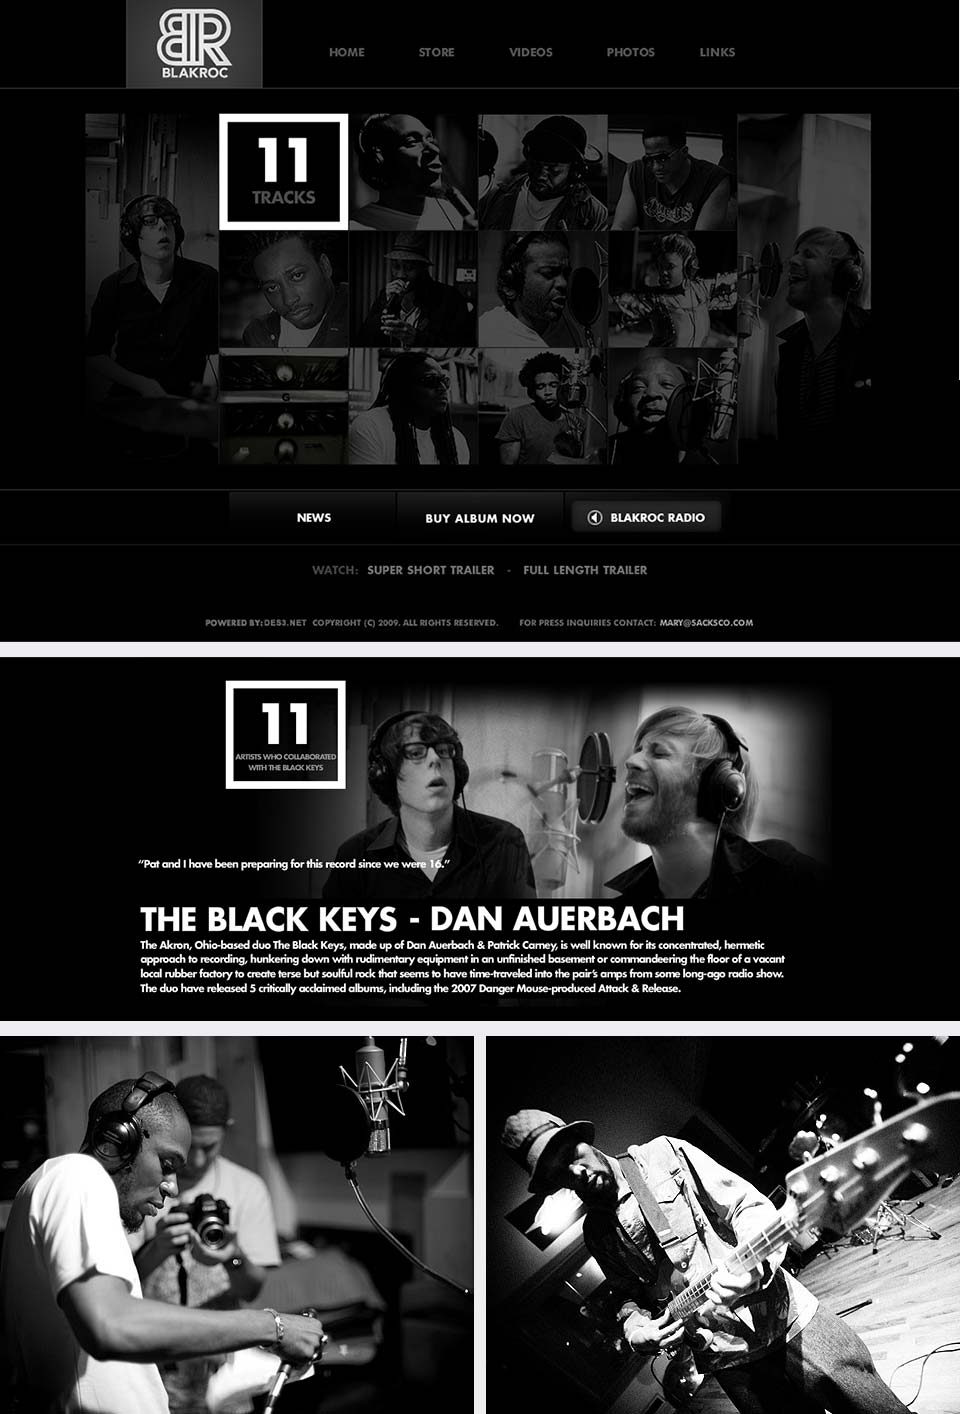 BR
BLAKROC
HOME STORE VIDEOS PHOTOS LINKS
11
TRACKS
NEWS BUY ALBUM NOW BLAKROC RADIO
WATCH: SUPER SHORT TRAILER - FULL LENGTH TRAILER
POWERED BY: DES3.NET COPYRIGHT (C) 2009. ALL RIGHTS RESERVED. FOR PRESS INQUIRIES CONTACT: MARY@SACKSCO.COM
11
ARTISTS WHO COLLABORATED
WITH THE BLACK KEYS
“Pat and I have been preparing for this record since we were 16.”
THE BLACK KEYS - DAN AUERBACH
The Akron, Ohio-based duo The Black Keys, made up of Dan Auerbach & Patrick Carney, is well known for its concentrated, hermetic
approach to recording, hunkering down with rudimentary equipment in an unfinished basement or commandeering the floor of a vacant
local rubber factory to create terse but soulful rock that seems to have time-traveled into the pair’s amps from some long-ago radio show.
The duo have released 5 critically acclaimed albums, including the 2007 Danger Mouse-produced Attack & Release.